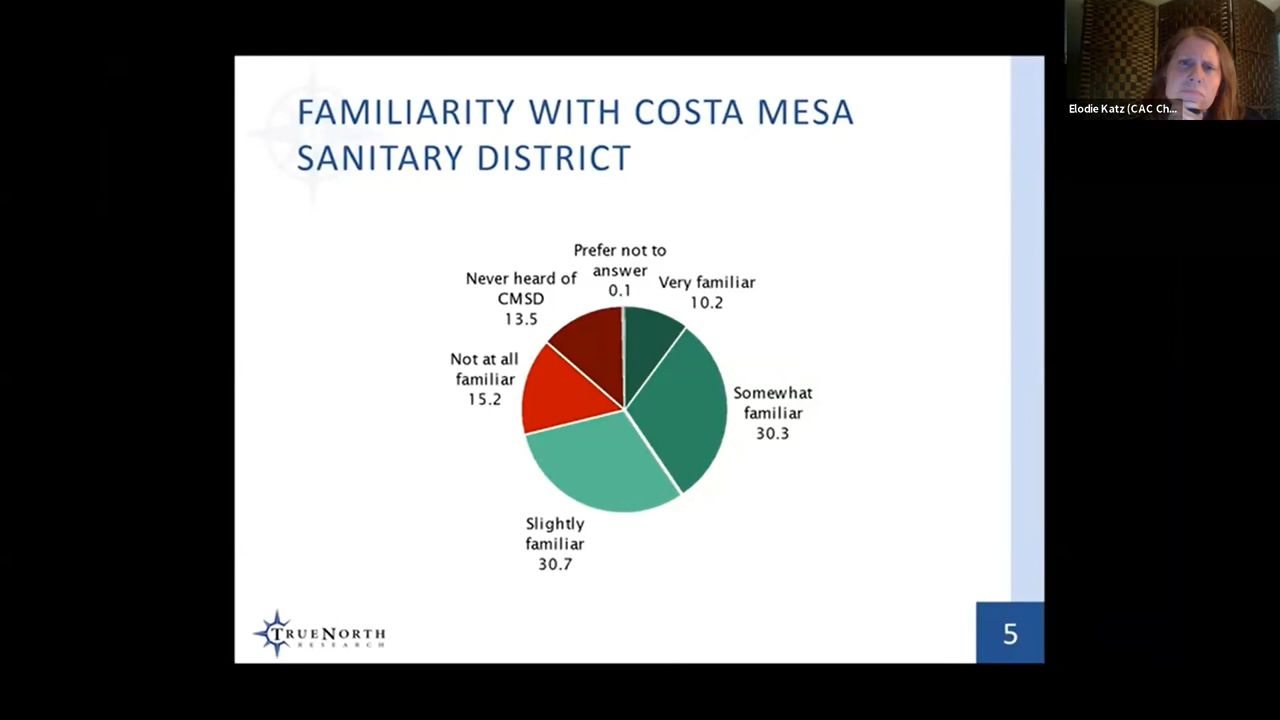 Elodie Katz (CAC Ch...
FAMILIARITY WITH COSTA MESA
SANITARY DISTRICT
Prefer not to
answer
0.1
Very familiar
10.2
Never heard of
CMSD
13.5
Not at all
familiar
15.2
Somewhat
familiar
30.3
Slightly
familiar
30.7
TRUENORTH
RESEARCH
5